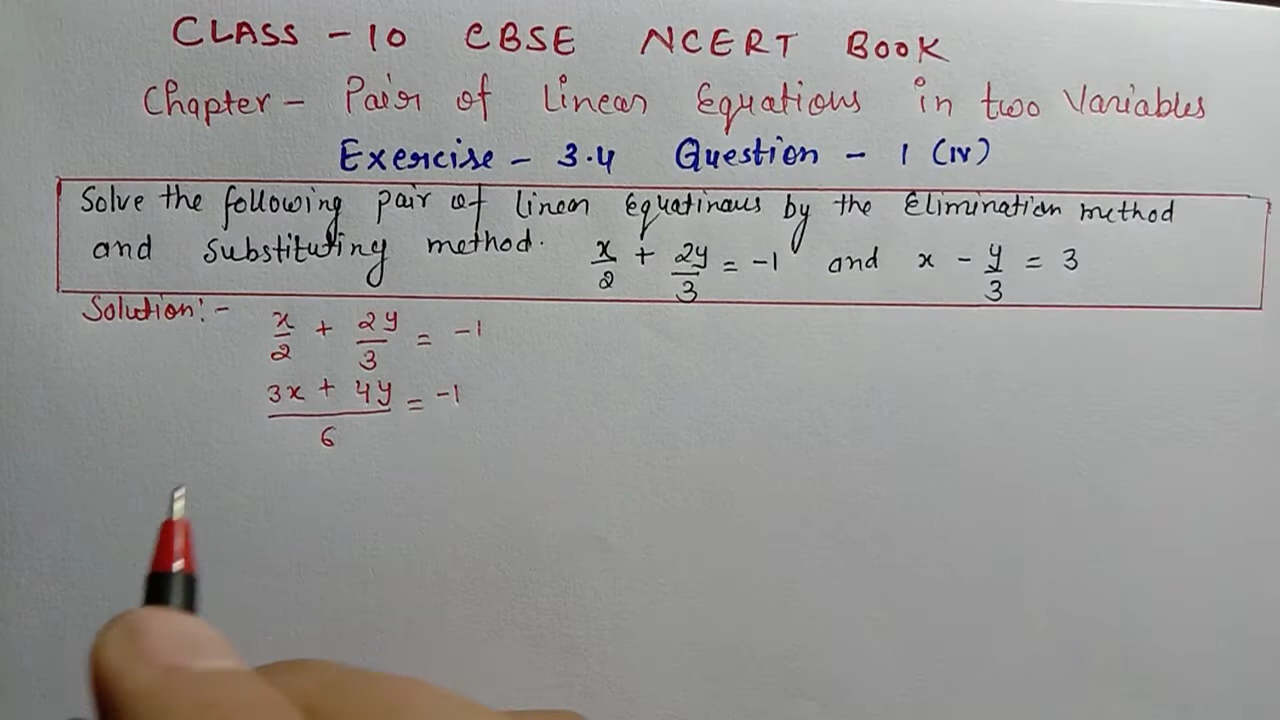 CLASS - 10 CBSE NCERT BOOK
Chapter - Pair of Linear Equations in two Variables
Exercise - 3.4 Question - 1 (iv)
Solve the following pair of linear Equatinous by the Elimination method
and substituting method. x/2 + 2y/3 = -1 and x - y/3 = 3
Solution:- x/2 + 2y/3 = -1
3x + 4y/6 = -1